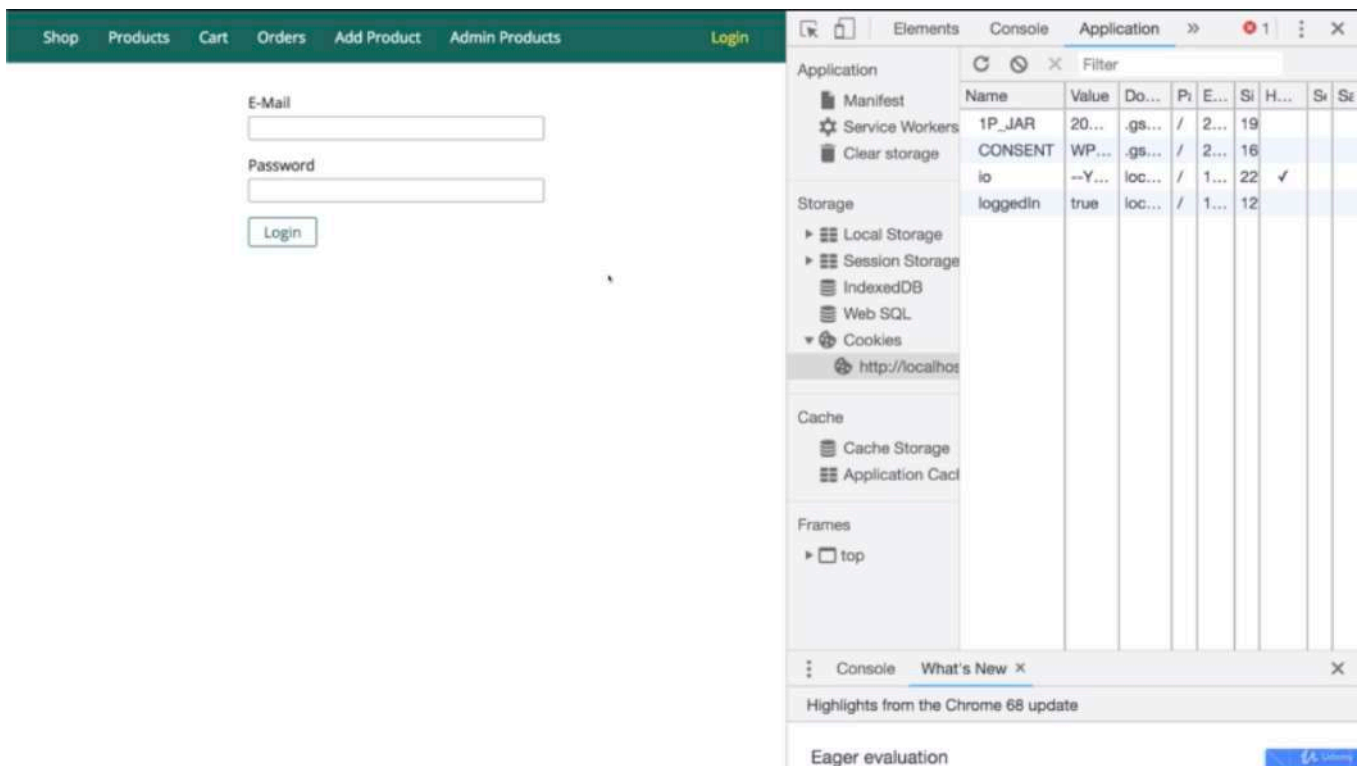 Shop Products Cart Orders Add Product Admin Products Login
E-Mail
Password
Login
Elements Console Application » 1
Application
Manifest
Service Workers
Clear storage
Storage
Local Storage
Session Storage
IndexedDB
Web SQL
Cookies
http://localhos
Cache
Cache Storage
Application Cacl
Frames
top
Filter
Name Value Do... E... Si H...
1P_JAR 20... .gs... / 2... 19
CONSENT WP... .gs... / 2... 16
io --Y... loc... / 1... 22 ✓
loggedIn true loc... / 1... 12
Console What's New ×
Highlights from the Chrome 68 update
Eager evaluation